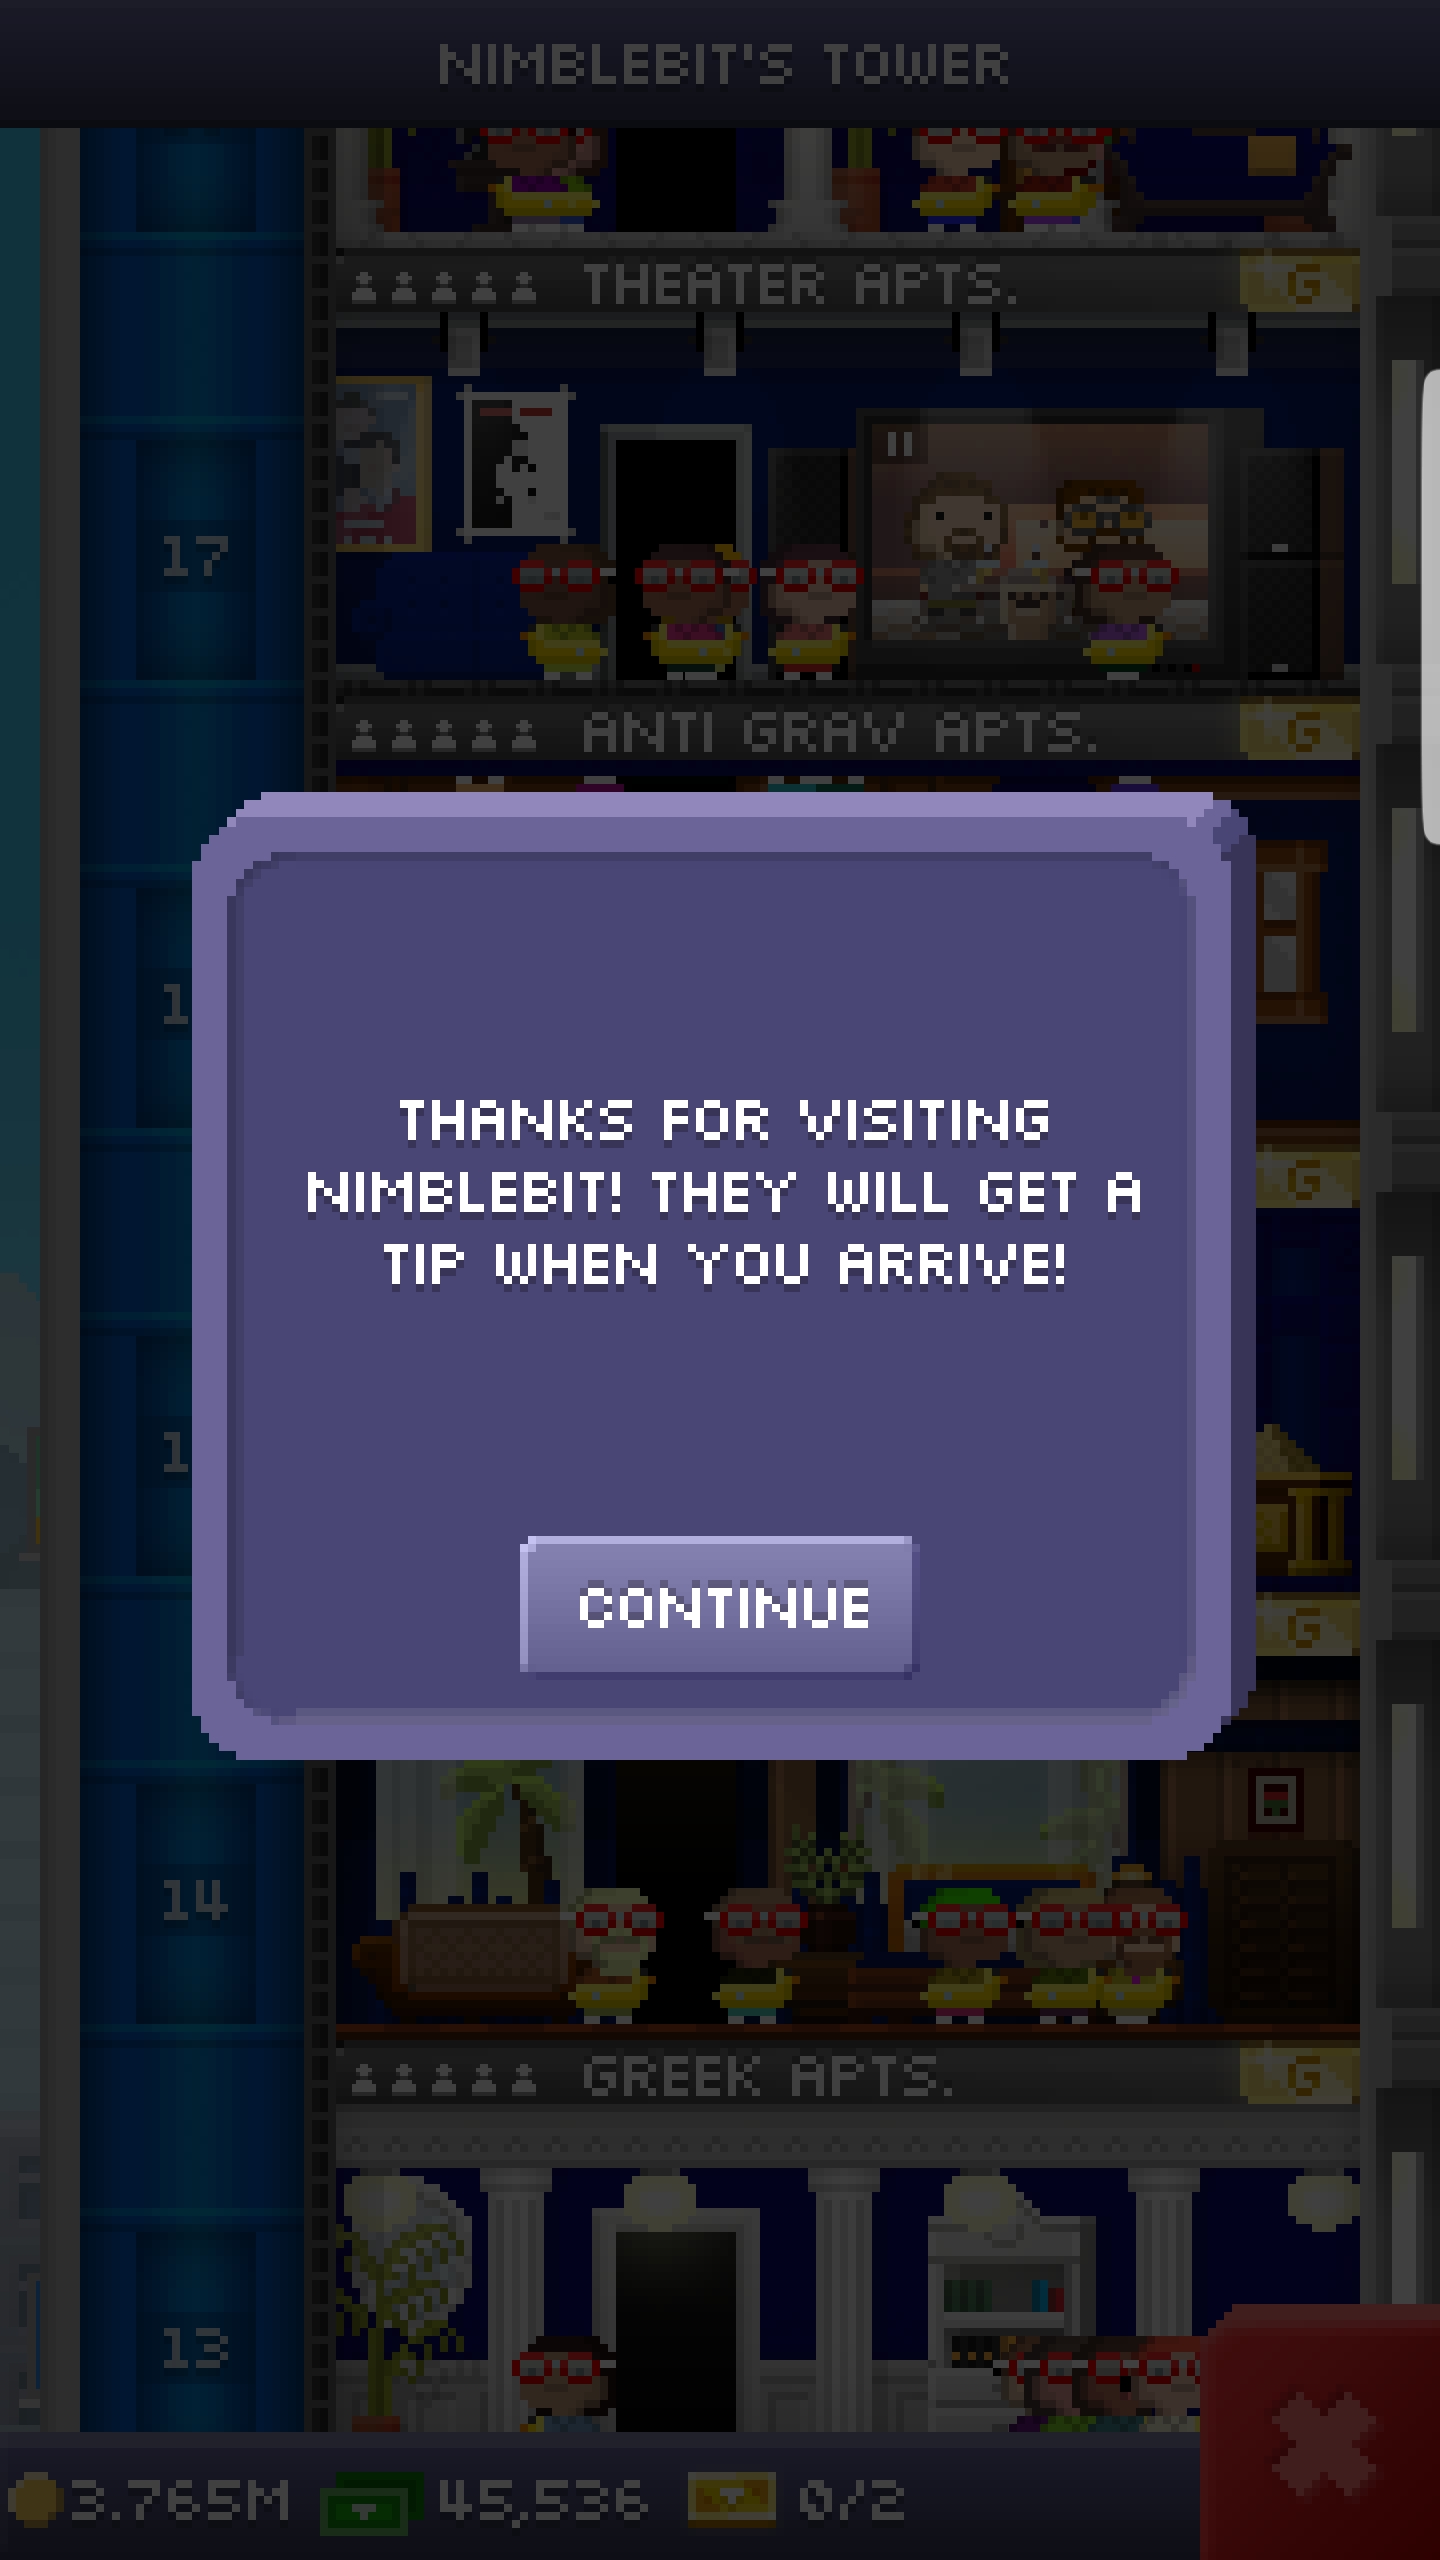 NIMBLEBIT'S TOWER
THEATER APTS.
G
17
ANTI GRAV APTS.
G
THANKS FOR VISITING
NIMBLEBIT! THEY WILL GET A
TIP WHEN YOU ARRIVE!
G
CONTINUE
G
14
GREEK APTS.
G
13
3.765M
45,536
0/2